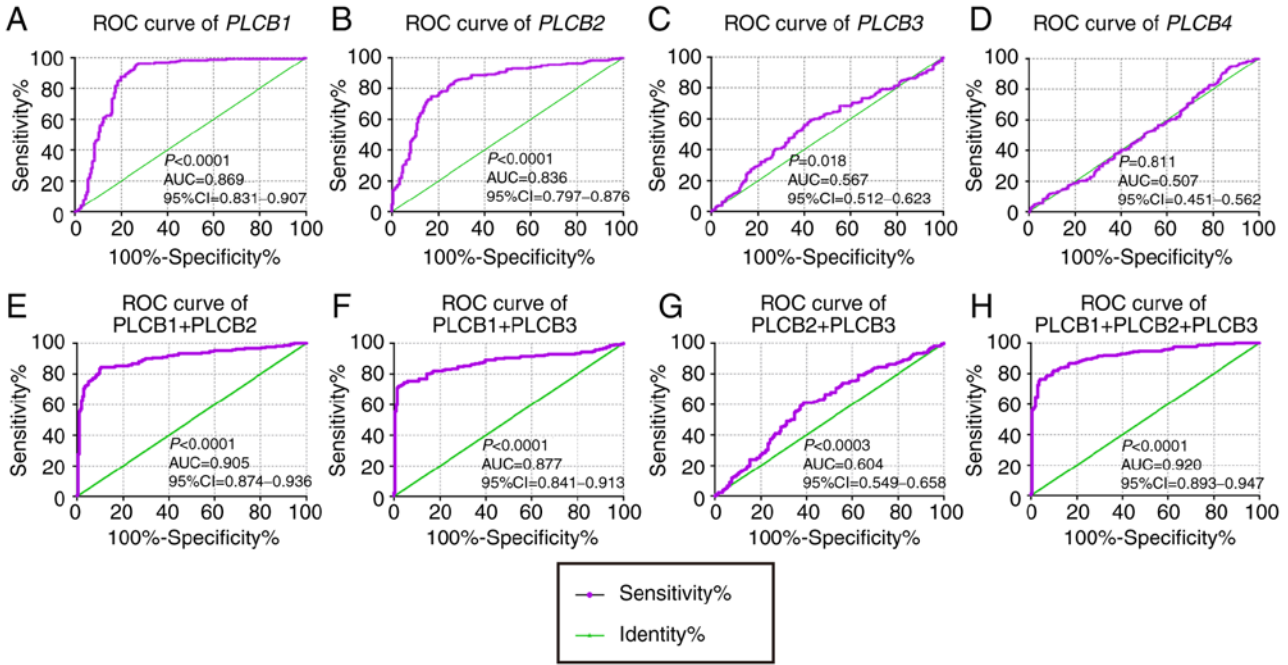 A
ROC curve of PLCB1
100
80
60
40
20
0
Sensitivity%
P<0.0001
AUC=0.869
95%CI=0.831–0.907
0 20 40 60 80 100
100%-Specificity%
B
ROC curve of PLCB2
100
80
60
40
20
0
Sensitivity%
P<0.0001
AUC=0.836
95%CI=0.797–0.876
0 20 40 60 80 100
100%-Specificity%
C
ROC curve of PLCB3
100
80
60
40
20
0
Sensitivity%
P=0.018
AUC=0.567
95%CI=0.512–0.623
0 20 40 60 80 100
100%-Specificity%
D
ROC curve of PLCB4
100
80
60
40
20
0
Sensitivity%
P=0.811
AUC=0.507
95%CI=0.451–0.562
0 20 40 60 80 100
100%-Specificity%
E
ROC curve of
PLCB1+PLCB2
100
80
60
40
20
0
Sensitivity%
P<0.0001
AUC=0.905
95%CI=0.874–0.936
0 20 40 60 80 100
100%-Specificity%
F
ROC curve of
PLCB1+PLCB3
100
80
60
40
20
0
Sensitivity%
P<0.0001
AUC=0.877
95%CI=0.841–0.913
0 20 40 60 80 100
100%-Specificity%
G
ROC curve of
PLCB2+PLCB3
100
80
60
40
20
0
Sensitivity%
P<0.0003
AUC=0.604
95%CI=0.549–0.658
0 20 40 60 80 100
100%-Specificity%
H
ROC curve of
PLCB1+PLCB2+PLCB3
100
80
60
40
20
0
Sensitivity%
P<0.0001
AUC=0.920
95%CI=0.893–0.947
0 20 40 60 80 100
100%-Specificity%
Sensitivity%
Identity%